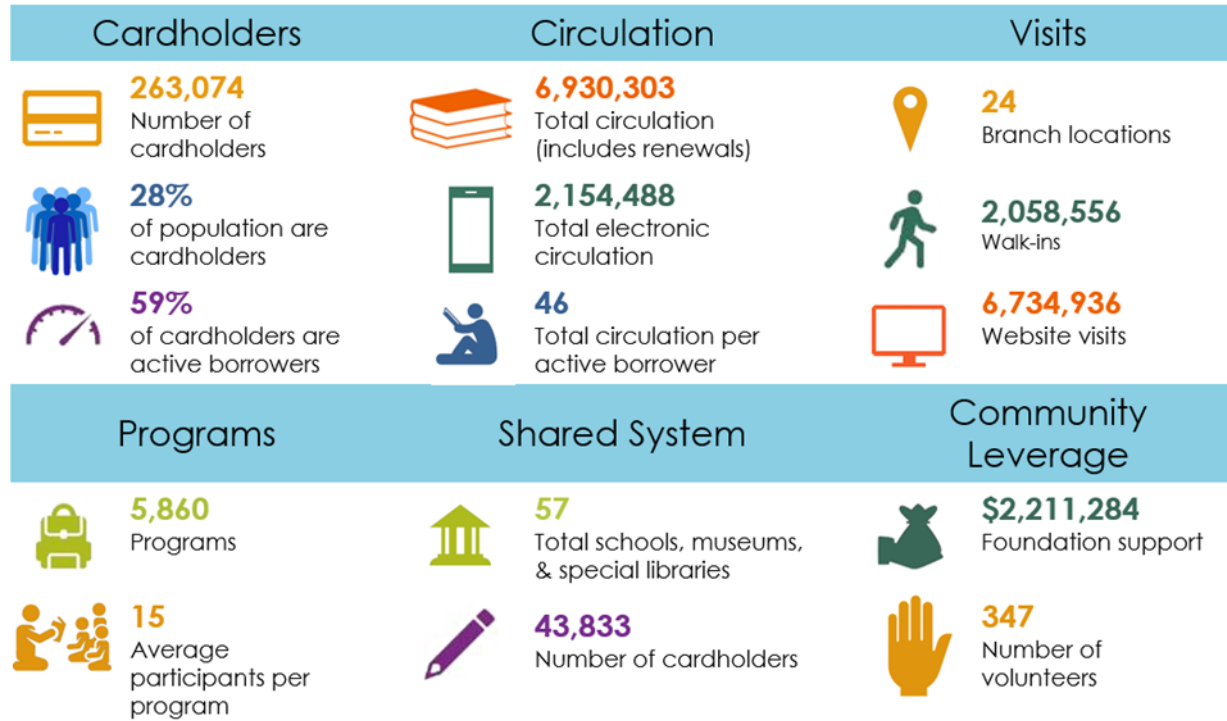 Cardholders
263,074
Number of
cardholders
28%
of population are
cardholders
59%
of cardholders are
active borrowers
Circulation
6,930,303
Total circulation
(includes renewals)
2,154,488
Total electronic
circulation
46
Total circulation per
active borrower
Visits
24
Branch locations
2,058,556
Walk-ins
6,734,936
Website visits
Programs
5,860
Programs
15
Average
participants per
program
Shared System
57
Total schools, museums,
& special libraries
43,833
Number of cardholders
Community
Leverage
$2,211,284
Foundation support
347
Number of
volunteers